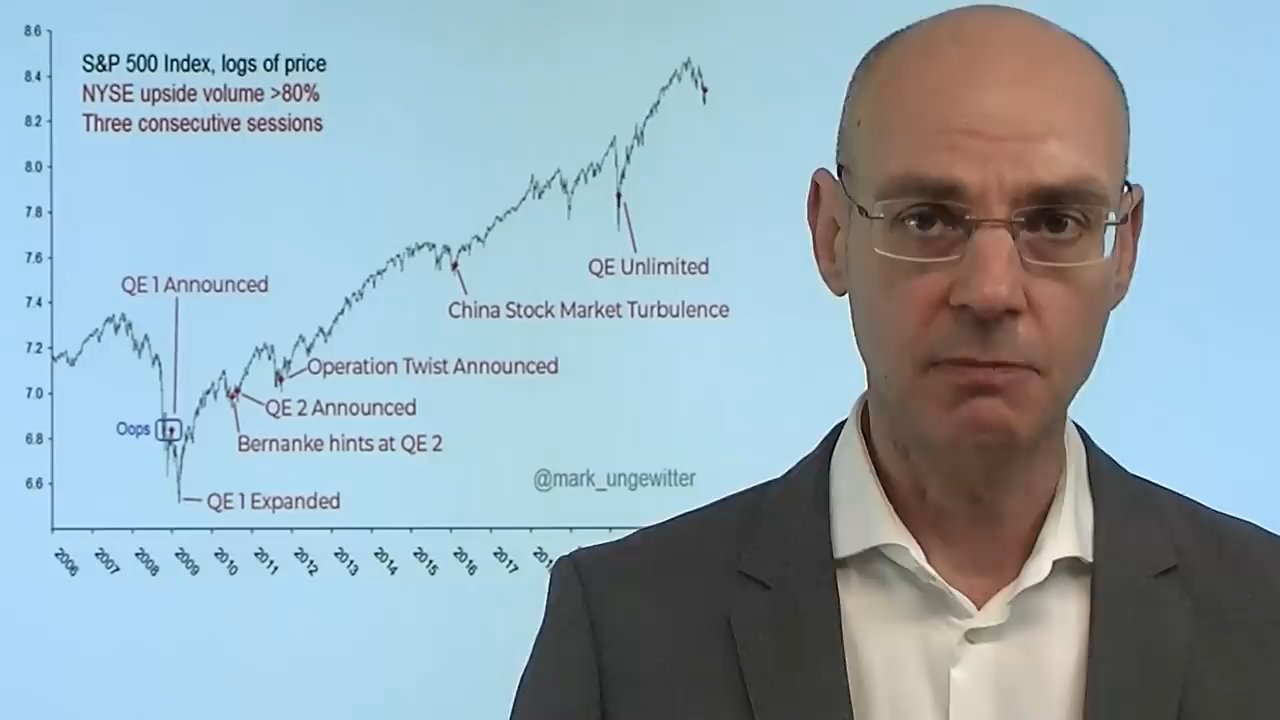 8.6
8.4
8.2
8.0
7.8
7.6
7.4
7.2
7.0
6.8
6.6
S&P 500 Index, logs of price
NYSE upside volume >80%
Three consecutive sessions
QE 1 Announced
QE Unlimited
China Stock Market Turbulence
Operation Twist Announced
QE 2 Announced
Oops
Bernanke hints at QE 2
@mark_ungewitter
QE 1 Expanded
2006 2007 2008 2009 2010 2011 2012 2013 2014 2015 2016 2017